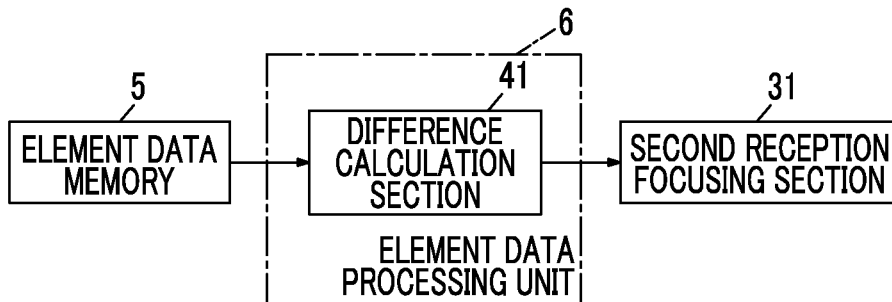 6
5
41
31
ELEMENT DATA
MEMORY
DIFFERENCE
CALCULATION
SECTION
SECOND RECEPTION
FOCUSING SECTION
ELEMENT DATA
PROCESSING UNIT